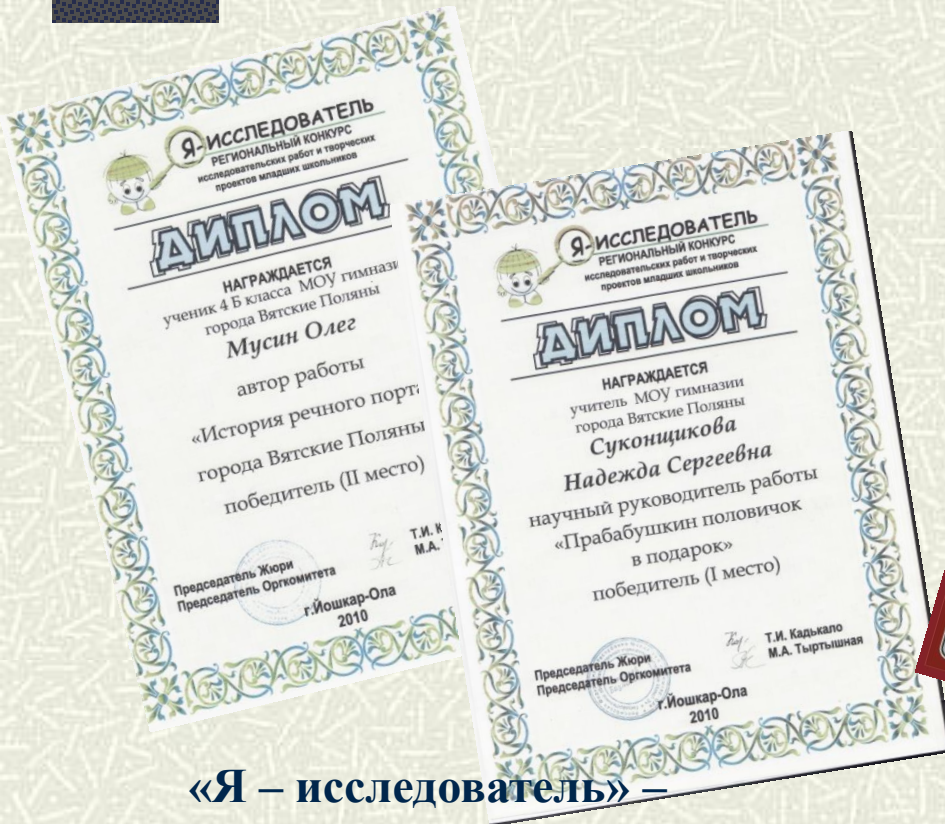 Я-ИССЛЕДОВАТЕЛЬ
РЕГИОНАЛЬНЫЙ КОНКУРС
исследовательских работ и творческих
проектов младших школьников
ДИПЛОМ
НАГРАЖДАЕТСЯ
ученик 4 Б класса МОУ гимнази
города Вятские Поляны
Мусин Олег
автор работы
«История речного порта
города Вятские Поляны
победитель (II место)
Председатель Жюри Т.И. К
Председатель Оргкомитета М.А.
г.Йошкар-Ола
2010
Я-ИССЛЕДОВАТЕЛЬ
РЕГИОНАЛЬНЫЙ КОНКУРС
исследовательских работ и творческих
проектов младших школьников
ДИПЛОМ
НАГРАЖДАЕТСЯ
учитель МОУ гимназии
города Вятские Поляны
Суконщикова
Надежда Сергеевна
научный руководитель работы
«Прабабушкин половичок
в подарок»
победитель (I место)
Председатель Жюри Т.И. Кадькало
Председатель Оргкомитета М.А. Тыртышная
г.Йошкар-Ола
2010
«Я – исследователь» –